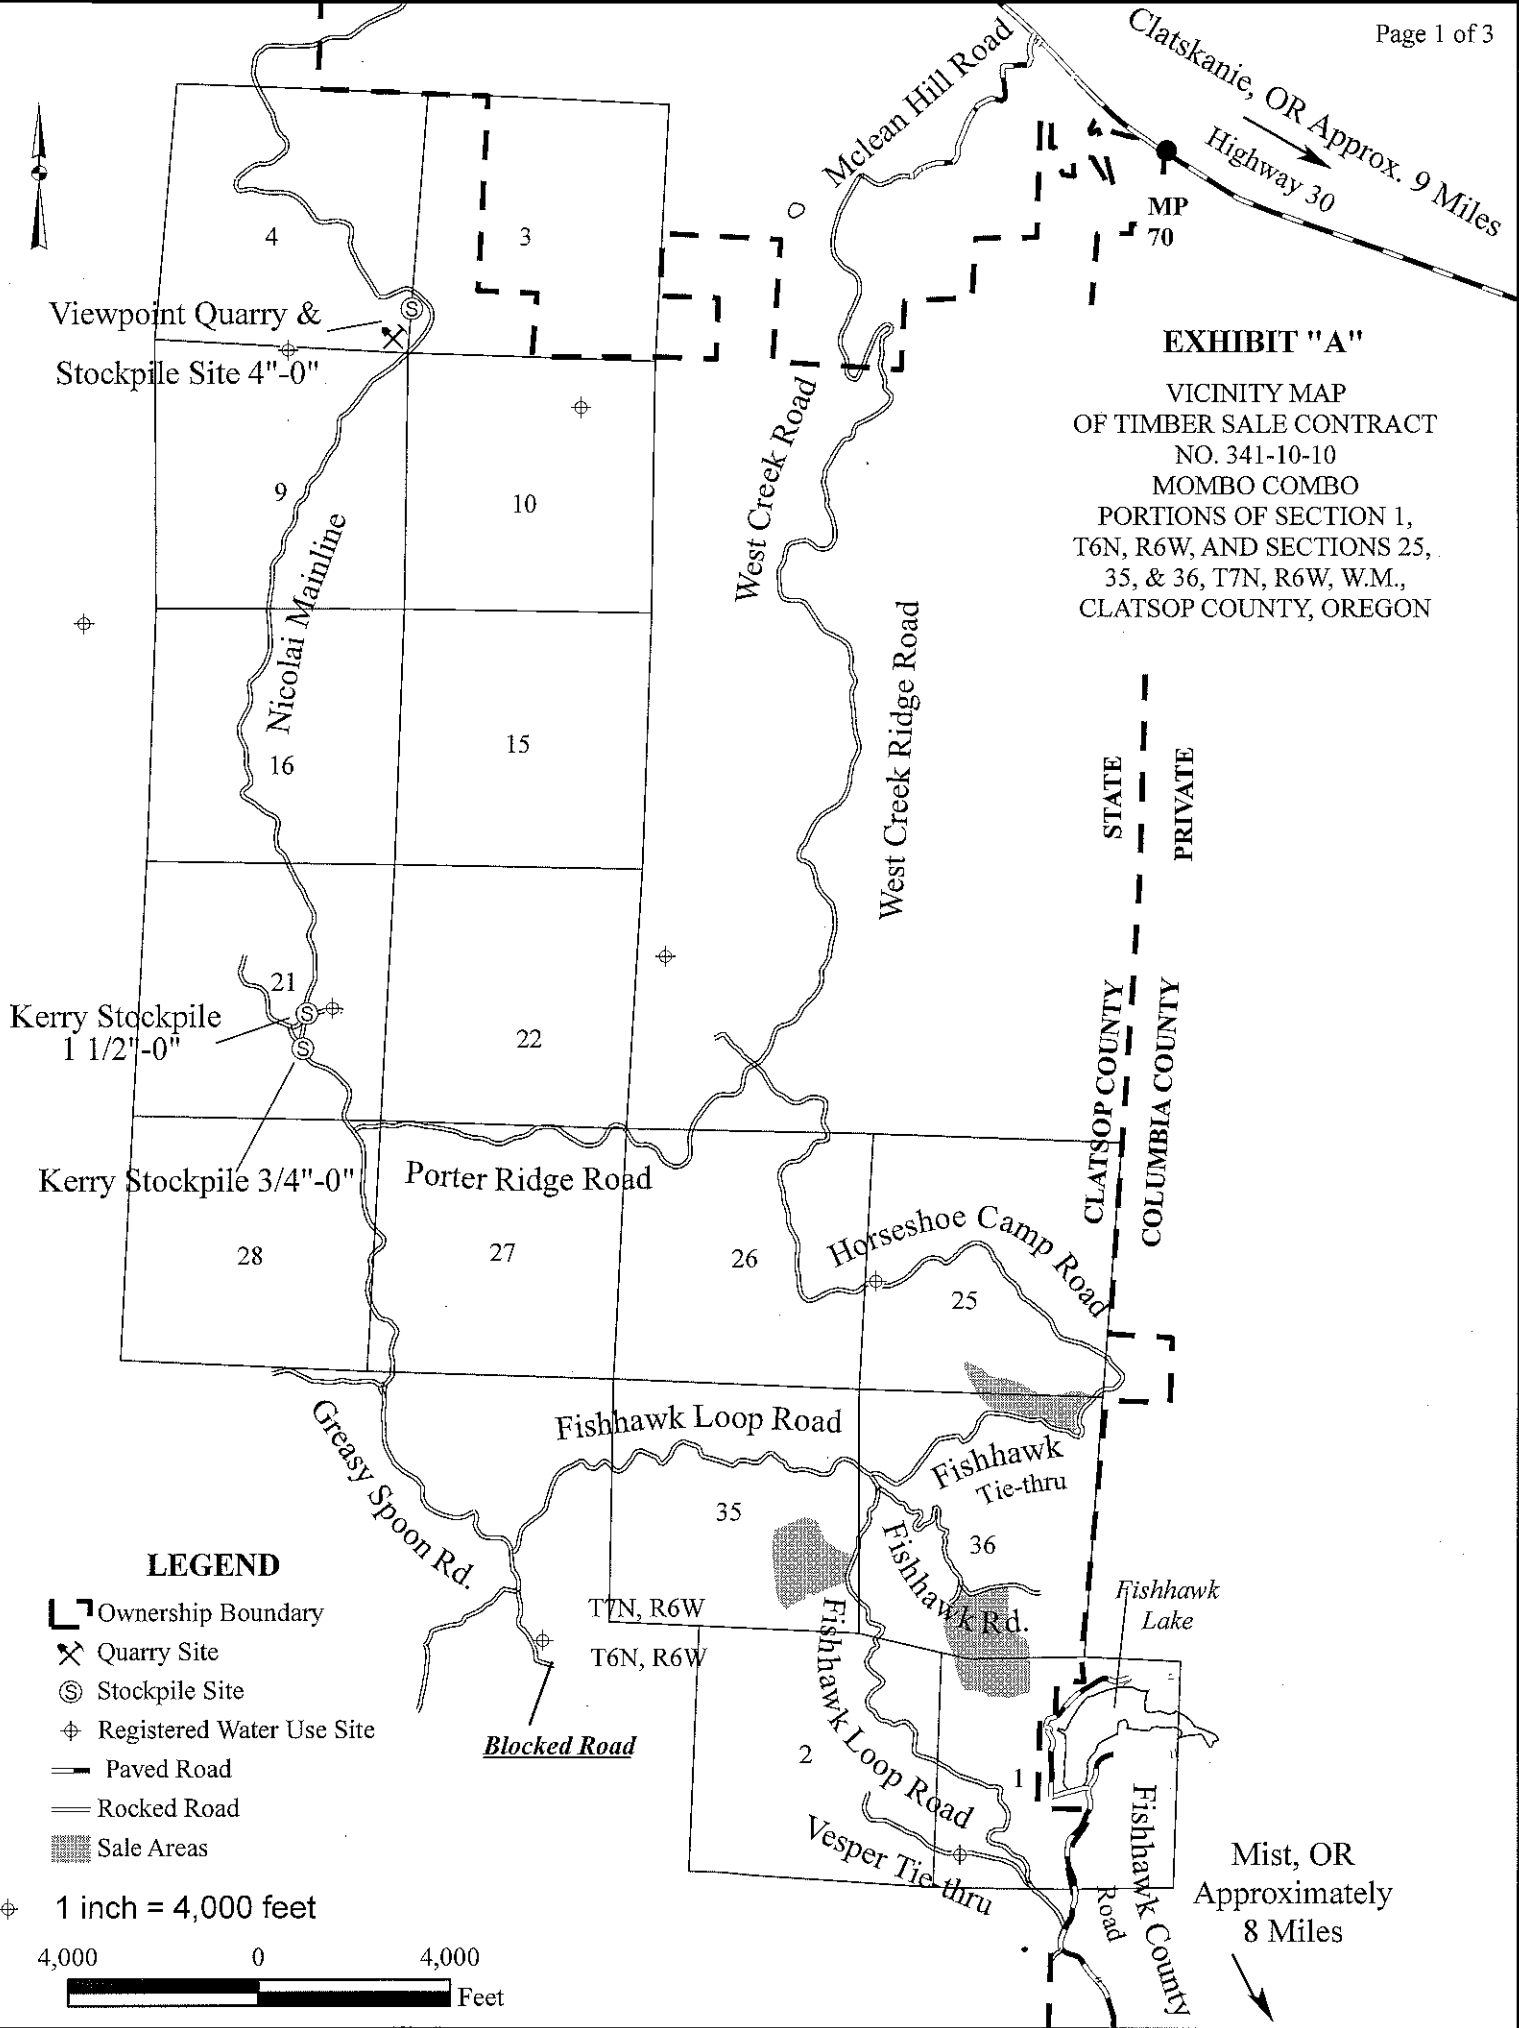 Page 1 of 3
Clatskanie, OR Approx. 9 Miles
Highway 30
Mclean Hill Road
MP
70
4
3
S
Viewpoint Quarry &
Stockpile Site 4"-0"
EXHIBIT "A"
VICINITY MAP
OF TIMBER SALE CONTRACT
NO. 341-10-10
MOMBO COMBO
PORTIONS OF SECTION 1,
T6N, R6W, AND SECTIONS 25,
35, & 36, T7N, R6W, W.M.,
CLATSOP COUNTY, OREGON
West Creek Road
9
10
Nicolai Mainline
West Creek Ridge Road
16
15
STATE
PRIVATE
21
22
S
S
Kerry Stockpile
1 1/2"-0"
CLATSOP COUNTY
COLUMBIA COUNTY
Kerry Stockpile 3/4"-0"
Porter Ridge Road
28
27
26
Horseshoe Camp Road
25
Greasy Spoon Rd.
Fishhawk Loop Road
Fishhawk
Tie-thru
35
36
Fishhawk Rd.
Fishhawk
Lake
T7N, R6W
T6N, R6W
Blocked Road
Fishhawk Loop Road
2
1
Vesper Tie-thru
Fishhawk County
Road
Mist, OR
Approximately
8 Miles
LEGEND
Ownership Boundary
Quarry Site
S Stockpile Site
Registered Water Use Site
Paved Road
Rocked Road
Sale Areas
1 inch = 4,000 feet
4,000 0 4,000
Feet